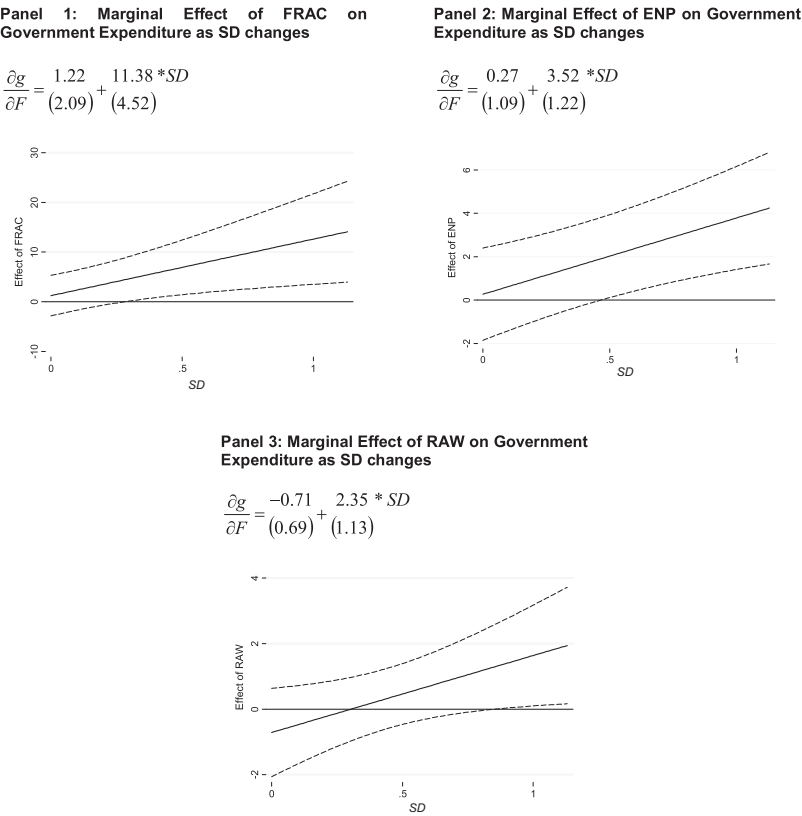 Panel 1: Marginal Effect of FRAC on
Government Expenditure as SD changes
∂g/∂F = 1.22 + 11.38 *SD
(2.09) (4.52)
30
20
10
0
-10
Effect of FRAC
0 .5 1
SD
Panel 2: Marginal Effect of ENP on Government
Expenditure as SD changes
∂g/∂F = 0.27 + 3.52 *SD
(1.09) (1.22)
6
4
2
0
-2
Effect of ENP
0 .5 1
SD
Panel 3: Marginal Effect of RAW on Government
Expenditure as SD changes
∂g/∂F = −0.71 + 2.35 * SD
(0.69) (1.13)
4
2
0
-2
Effect of RAW
0 .5 1
SD